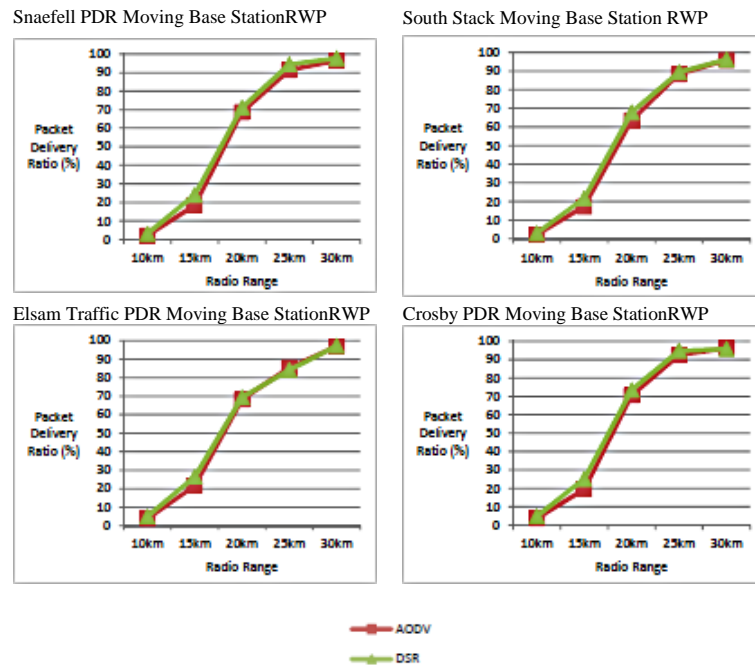 Snaefell PDR Moving Base StationRWP
100
90
80
70
60
50
40
30
20
10
0
Packet
Delivery
Ratio (%)
10km 15km 20km 25km 30km
Radio Range
South Stack Moving Base Station RWP
100
90
80
70
60
50
40
30
20
10
0
Packet
Delivery
Ratio (%)
10km 15km 20km 25km 30km
Radio Range
Elsam Traffic PDR Moving Base StationRWP
100
90
80
70
60
50
40
30
20
10
0
Packet
Delivery
Ratio (%)
10km 15km 20km 25km 30km
Radio Range
Crosby PDR Moving Base StationRWP
100
90
80
70
60
50
40
30
20
10
0
Packet
Delivery
Ratio (%)
10km 15km 20km 25km 30km
Radio Range
AODV
DSR